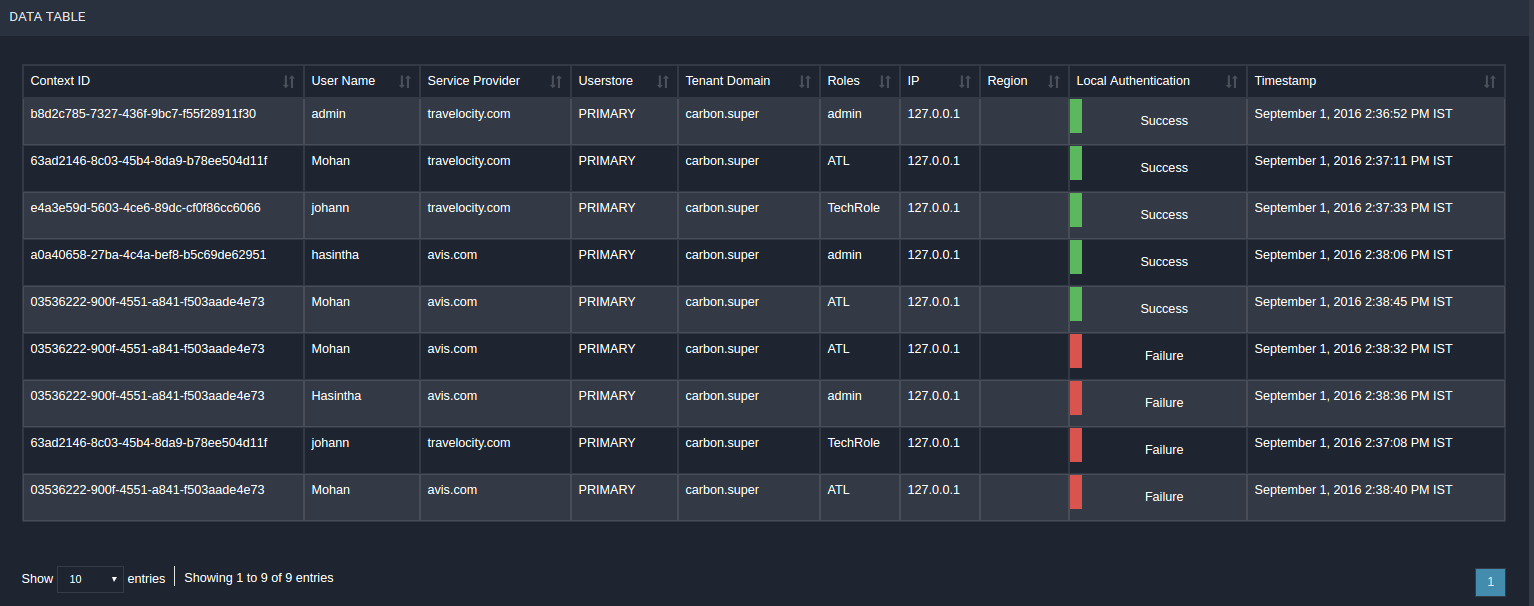 DATA TABLE
Context ID User Name Service Provider Userstore Tenant Domain Roles IP Region Local Authentication Timestamp
b8d2c785-7327-436f-9bc7-f55f28911f30 admin travelocity.com PRIMARY carbon.super admin 127.0.0.1 Success September 1, 2016 2:36:52 PM IST
63ad2146-8c03-45b4-8da9-b78ee504d11f Mohan travelocity.com PRIMARY carbon.super ATL 127.0.0.1 Success September 1, 2016 2:37:11 PM IST
e4a3e59d-5603-4ce6-89dc-cf0f86cc6066 johann travelocity.com PRIMARY carbon.super TechRole 127.0.0.1 Success September 1, 2016 2:37:33 PM IST
a0a40658-27ba-4c4a-bef8-b5c69de62951 hasintha avis.com PRIMARY carbon.super admin 127.0.0.1 Success September 1, 2016 2:38:06 PM IST
03536222-900f-4551-a841-f503aade4e73 Mohan avis.com PRIMARY carbon.super ATL 127.0.0.1 Success September 1, 2016 2:38:45 PM IST
03536222-900f-4551-a841-f503aade4e73 Mohan avis.com PRIMARY carbon.super ATL 127.0.0.1 Failure September 1, 2016 2:38:32 PM IST
03536222-900f-4551-a841-f503aade4e73 Hasintha avis.com PRIMARY carbon.super admin 127.0.0.1 Failure September 1, 2016 2:38:36 PM IST
63ad2146-8c03-45b4-8da9-b78ee504d11f johann travelocity.com PRIMARY carbon.super TechRole 127.0.0.1 Failure September 1, 2016 2:37:08 PM IST
03536222-900f-4551-a841-f503aade4e73 Mohan avis.com PRIMARY carbon.super ATL 127.0.0.1 Failure September 1, 2016 2:38:40 PM IST
Show 10 entries Showing 1 to 9 of 9 entries 1